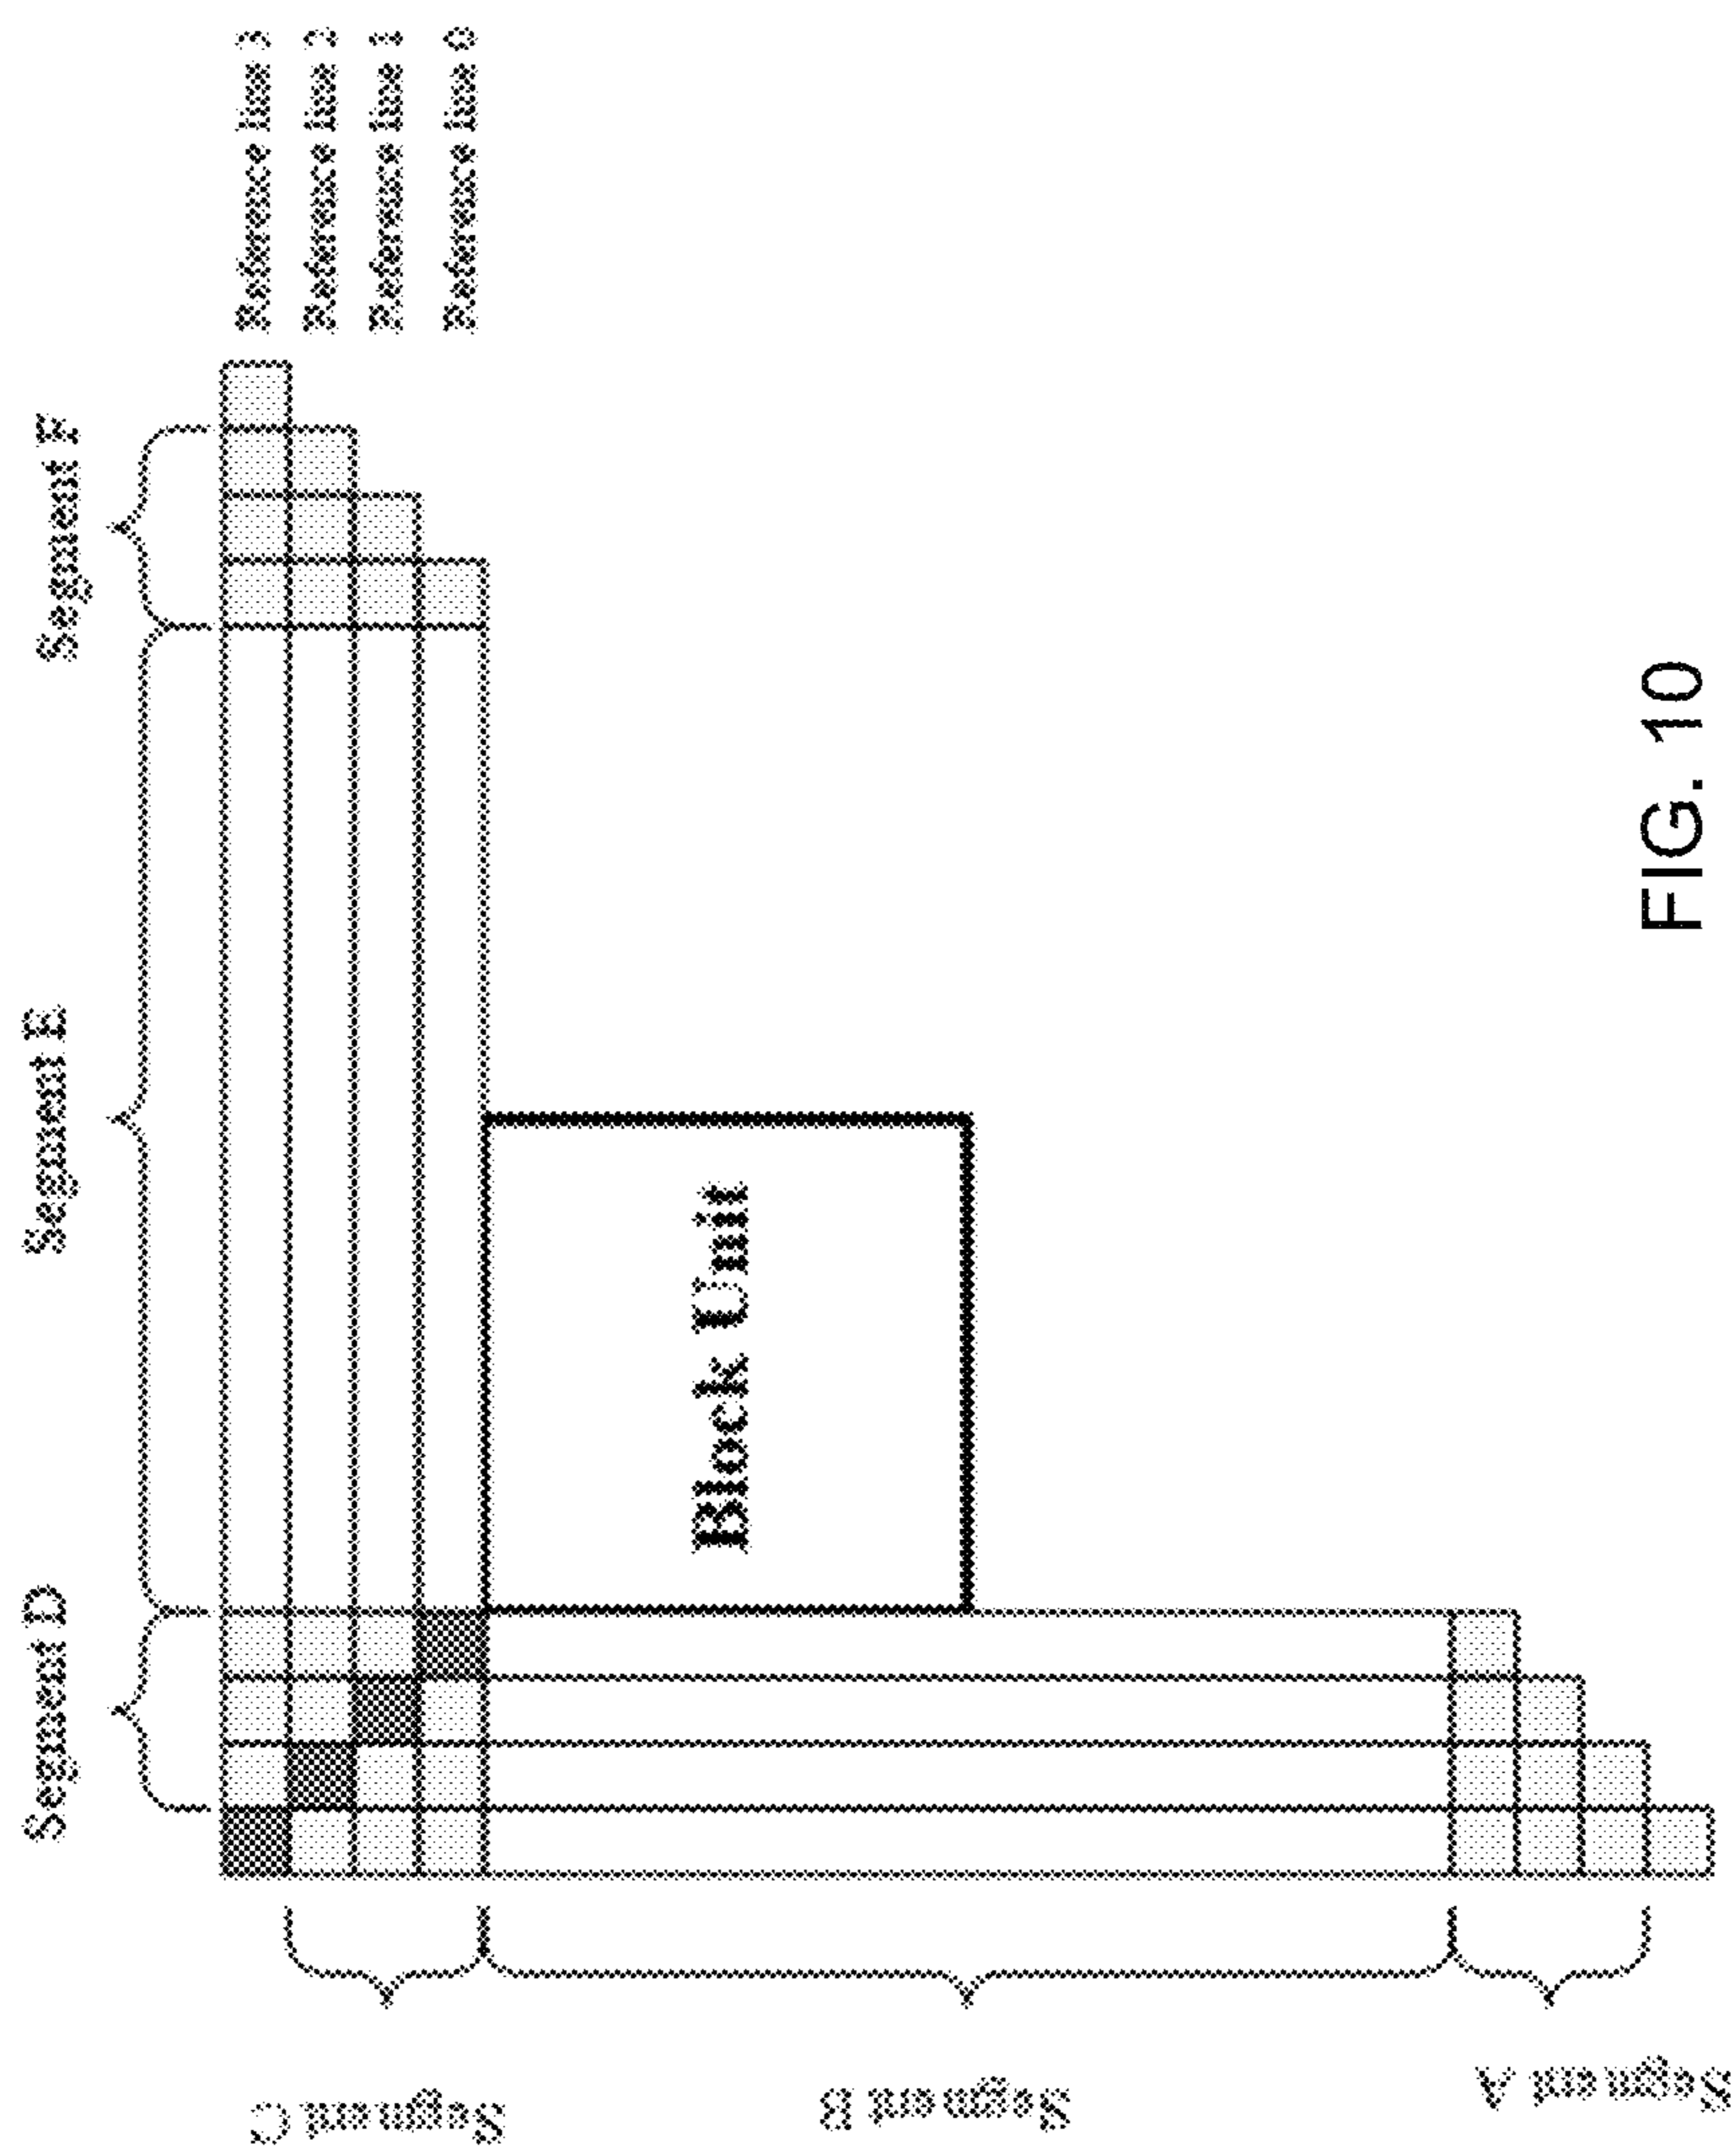 Segment D
Segment E
Segment F
Reference line 3
Reference line 2
Reference line 1
Reference line 0
Block Unit
Segment C
Segment B
Segment A
FIG. 10